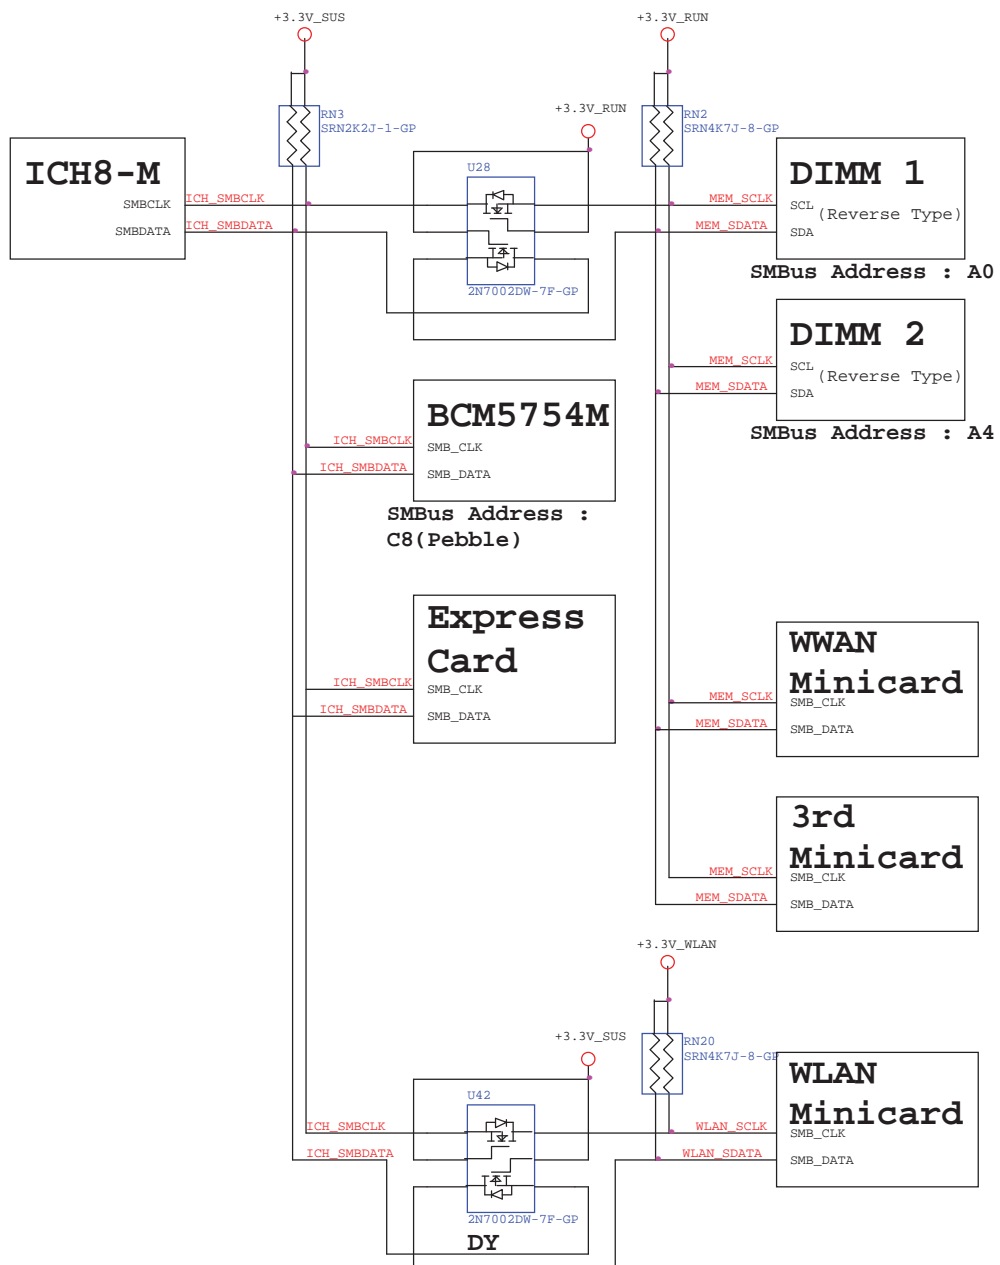 +3.3V_SUS
+3.3V_RUN
+3.3V_RUN
RN3
SRN2K2J-1-GP
RN2
SRN4K7J-8-GP
ICH8-M
SMBCLK
SMBDATA
ICH_SMBCLK
ICH_SMBDATA
U28
2N7002DW-7F-GP
MEM_SCLK
MEM_SDATA
DIMM 1
SCL
(Reverse Type)
SDA
SMBus Address : A0
DIMM 2
MEM_SCLK
SCL
(Reverse Type)
MEM_SDATA
SDA
SMBus Address : A4
BCM5754M
ICH_SMBCLK
SMB_CLK
ICH_SMBDATA
SMB_DATA
SMBus Address :
C8(Pebble)
Express
Card
ICH_SMBCLK
SMB_CLK
ICH_SMBDATA
SMB_DATA
WWAN
Minicard
MEM_SCLK
SMB_CLK
MEM_SDATA
SMB_DATA
3rd
Minicard
MEM_SCLK
SMB_CLK
MEM_SDATA
SMB_DATA
+3.3V_WLAN
+3.3V_SUS
RN20
SRN4K7J-8-GP
U42
ICH_SMBCLK
ICH_SMBDATA
2N7002DW-7F-GP
DY
WLAN_SCLK
WLAN_SDATA
WLAN
Minicard
SMB_CLK
SMB_DATA